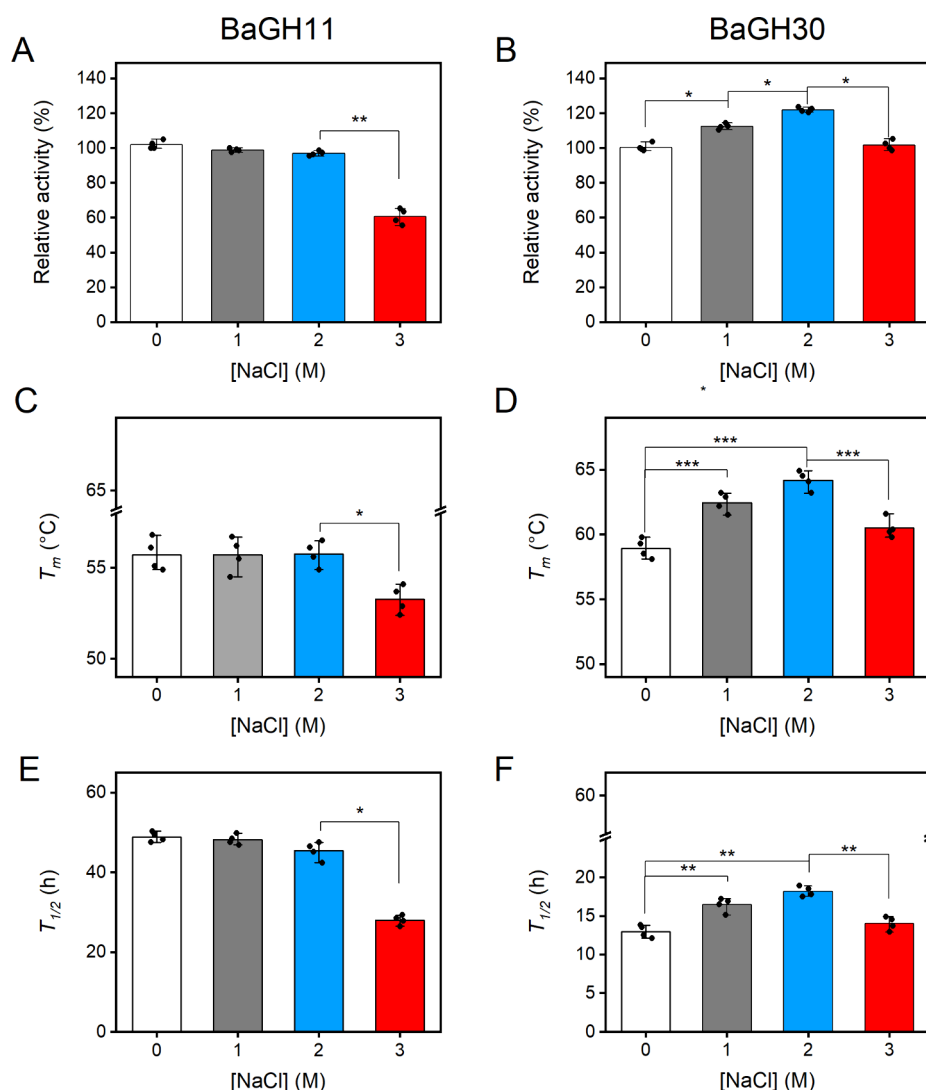 BaGH11
BaGH30
A
Relative activity (%)
140
120
100
80
60
40
20
0
**
0 1 2 3
[NaCl] (M)
B
Relative activity (%)
140
120
100
80
60
40
20
0
* * *
0 1 2 3
[NaCl] (M)
C
Tm (°C)
65
55
50
*
0 1 2 3
[NaCl] (M)
*
D
Tm (°C)
65
60
55
50
***
*** ***
0 1 2 3
[NaCl] (M)
E
T1/2 (h)
60
40
20
0
*
0 1 2 3
[NaCl] (M)
F
T1/2 (h)
60
20
15
10
5
0
** **
**
0 1 2 3
[NaCl] (M)